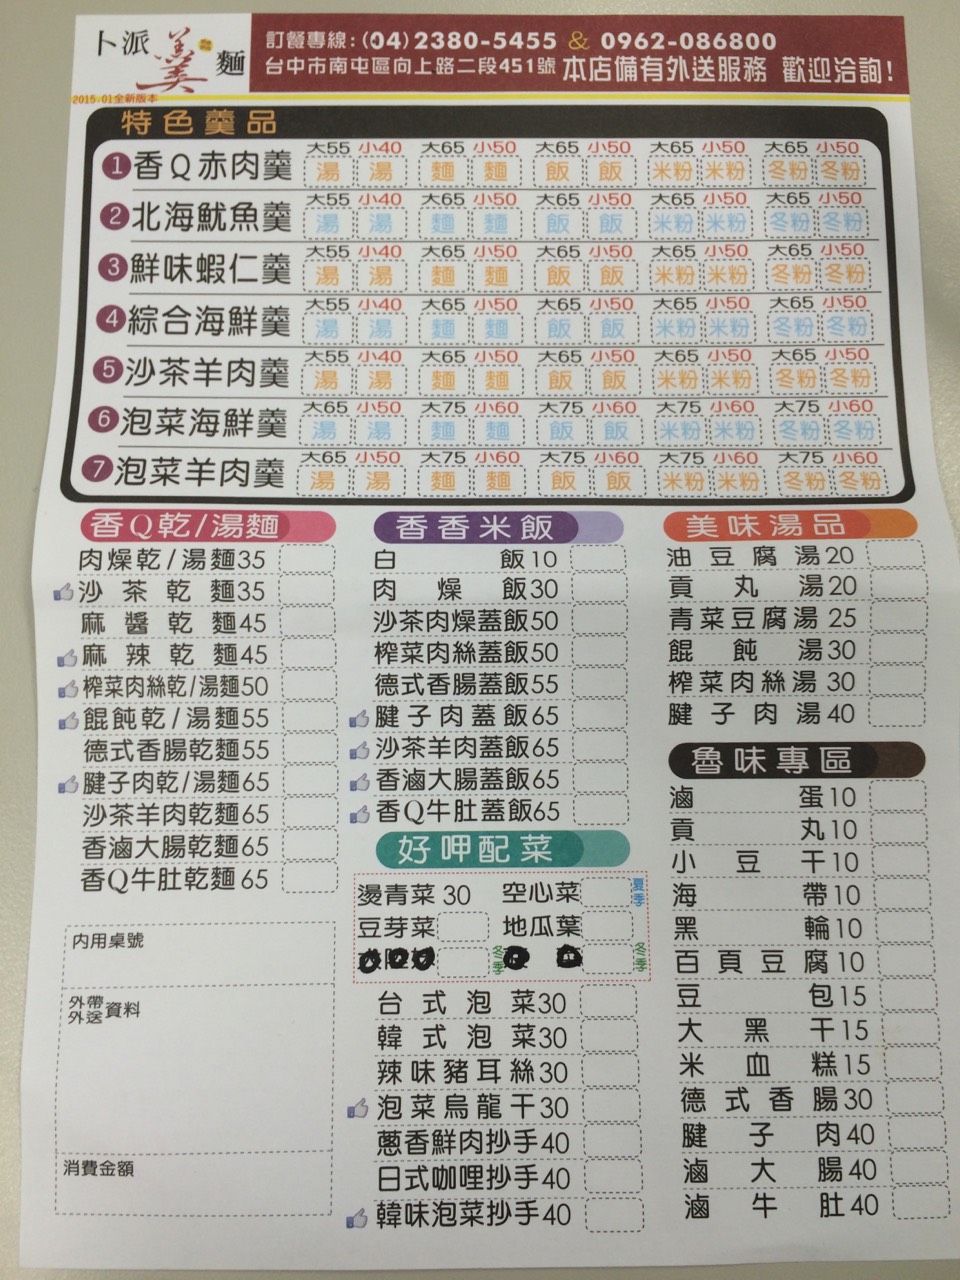 卜派羹麵
2015.01全新版本
訂餐專線:(04)2380-5455 & 0962-086800
台中市南屯區向上路二段451號 本店備有外送服務 歡迎洽詢!
特色羹品
大55 小40 大65 小50 大65 小50 大65 小50 大65 小50
1 香Q赤肉羹 湯 湯 麵 麵 飯 飯 米粉 米粉 冬粉 冬粉
大55 小40 大65 小50 大65 小50 大65 小50 大65 小50
2 北海魷魚羹 湯 湯 麵 麵 飯 飯 米粉 米粉 冬粉 冬粉
大55 小40 大65 小50 大65 小50 大65 小50 大65 小50
3 鮮味蝦仁羹 湯 湯 麵 麵 飯 飯 米粉 米粉 冬粉 冬粉
大55 小40 大65 小50 大65 小50 大65 小50 大65 小50
4 綜合海鮮羹 湯 湯 麵 麵 飯 飯 米粉 米粉 冬粉 冬粉
大55 小40 大65 小50 大65 小50 大65 小50 大65 小50
5 沙茶羊肉羹 湯 湯 麵 麵 飯 飯 米粉 米粉 冬粉 冬粉
大65 小50 大75 小60 大75 小60 大75 小60 大75 小60
6 泡菜海鮮羹 湯 湯 麵 麵 飯 飯 米粉 米粉 冬粉 冬粉
大65 小50 大75 小60 大75 小60 大75 小60 大75 小60
7 泡菜羊肉羹 湯 湯 麵 麵 飯 飯 米粉 米粉 冬粉 冬粉
香Q乾/湯麵
肉燥乾/湯麵35
沙茶乾麵35
麻醬乾麵45
麻辣乾麵45
榨菜肉絲乾/湯麵50
餛飩乾/湯麵55
德式香腸乾麵55
腱子肉乾/湯麵65
沙茶羊肉乾麵65
香滷大腸乾麵65
香Q牛肚乾麵65
內用桌號
外帶
外送 資料
消費金額
香香米飯
白飯10
肉燥飯30
沙茶肉燥蓋飯50
榨菜肉絲蓋飯50
德式香腸蓋飯55
腱子肉蓋飯65
沙茶羊肉蓋飯65
香滷大腸蓋飯65
香Q牛肚蓋飯65
好呷配菜
燙青菜 30 空心菜 夏季
豆芽菜 地瓜葉
冬季 冬季
台式泡菜30
韓式泡菜30
辣味豬耳絲30
泡菜烏龍干30
蔥香鮮肉抄手40
日式咖哩抄手40
韓味泡菜抄手40
美味湯品
油豆腐湯20
貢丸湯20
青菜豆腐湯 25
餛飩湯30
榨菜肉絲湯 30
腱子肉湯 40
魯味專區
滷蛋10
貢丸10
小豆干10
海帶10
黑輪10
百頁豆腐10
豆包15
大黑干15
米血糕15
德式香腸30
腱子肉40
滷大腸40
滷牛肚40